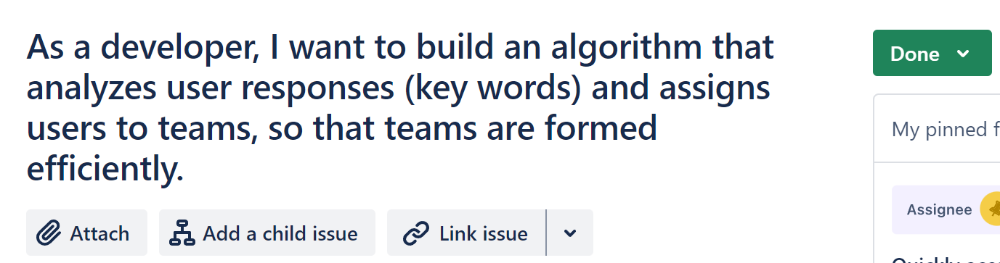 As a developer, I want to build an algorithm that
analyzes user responses (key words) and assigns
users to teams, so that teams are formed
efficiently.
Done
My pinned f
Assignee
Attach
Add a child issue
Link issue